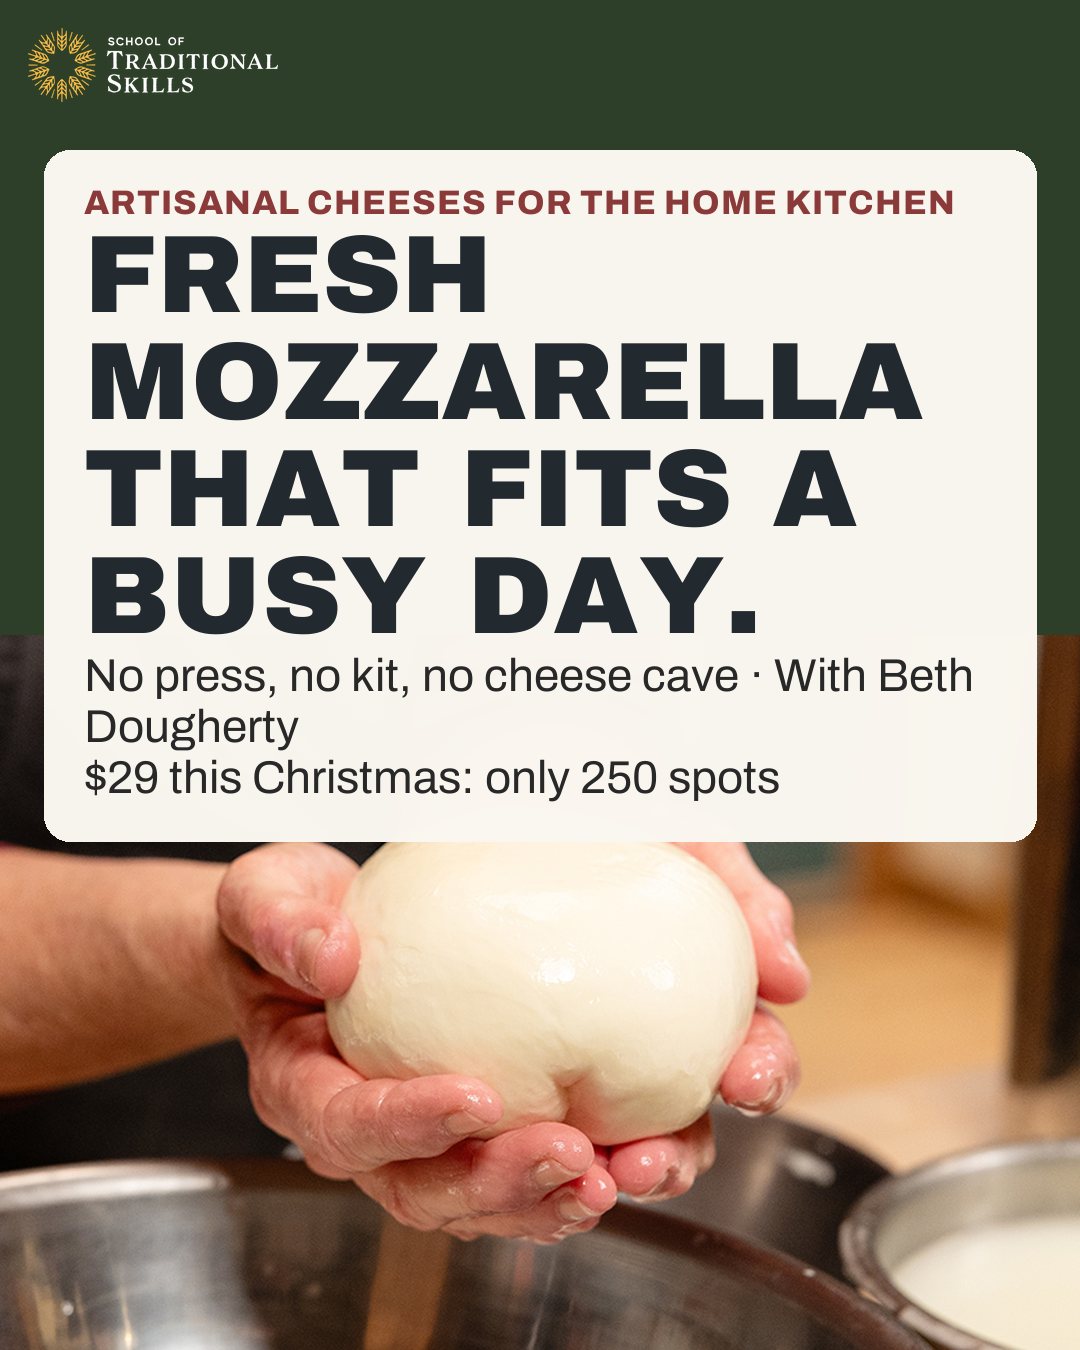 SCHOOL OF
TRADITIONAL
SKILLS
ARTISANAL CHEESES FOR THE HOME KITCHEN
FRESH
MOZZARELLA
THAT FITS A
BUSY DAY.
No press, no kit, no cheese cave · With Beth
Dougherty
$29 this Christmas: only 250 spots